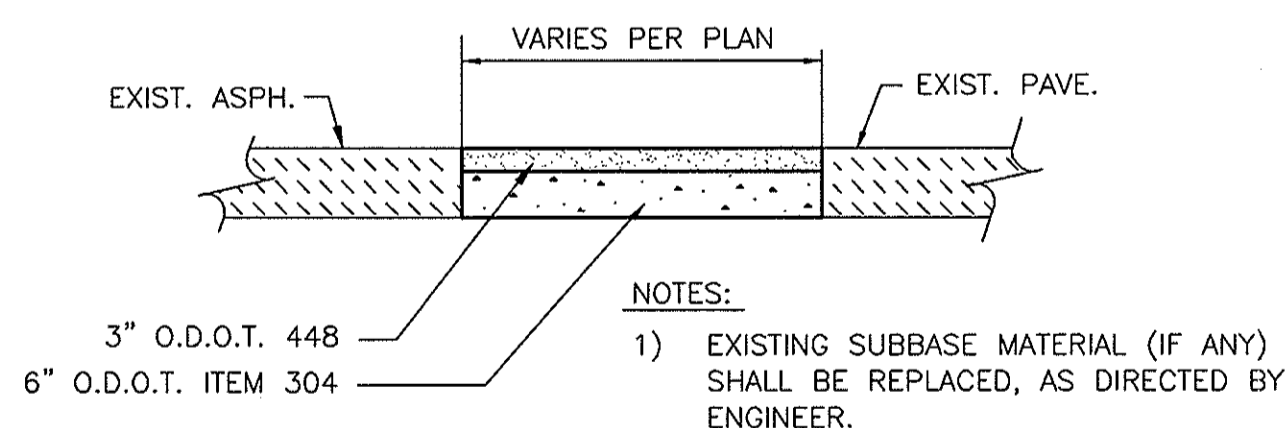 VARIES PER PLAN
EXIST. ASPH.
EXIST. PAVE.
3" O.D.O.T. 448
6" O.D.O.T. ITEM 304
NOTES:
1) EXISTING SUBBASE MATERIAL (IF ANY)
SHALL BE REPLACED, AS DIRECTED BY
ENGINEER.